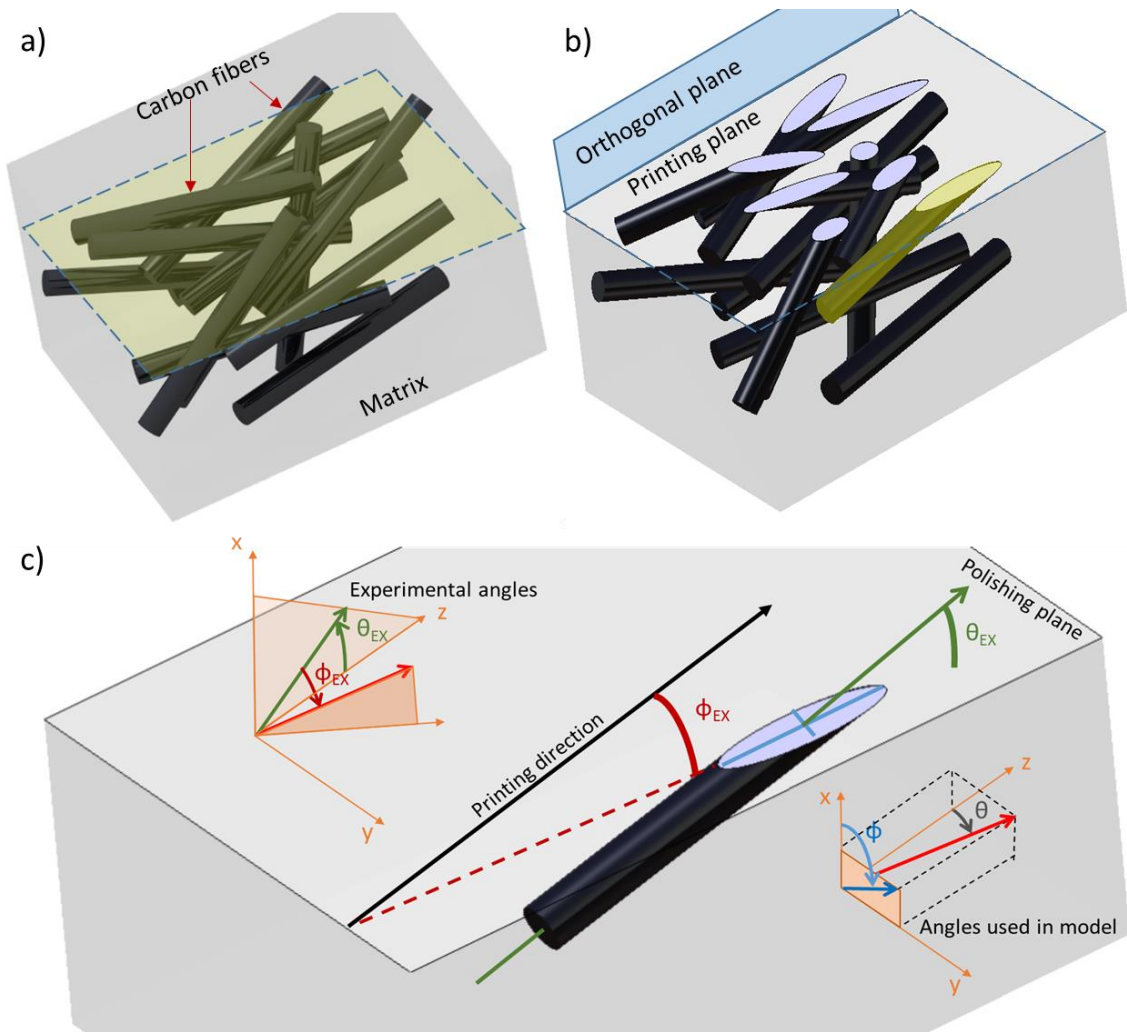 a)
Carbon fibers
Matrix
b)
Orthogonal plane
Printing plane
c)
x
Experimental angles
z
θEX
ϕEX
y
Printing direction
ϕEX
Polishing plane
θEX
x
z
ϕ
θ
Angles used in model
y